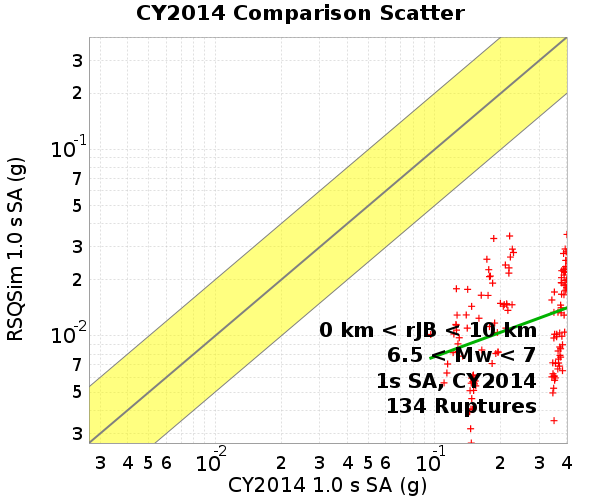 CY2014 Comparison Scatter
RSQSim 1.0 s SA (g)
3
2
10⁻¹
7
5
3
2
10⁻²
7
5
3
0 km < rJB < 10 km
6.5 < Mw < 7
1s SA, CY2014
134 Ruptures
3 4 5 6 10⁻² 2 3 4 5 6 10⁻¹ 2 3 4
CY2014 1.0 s SA (g)